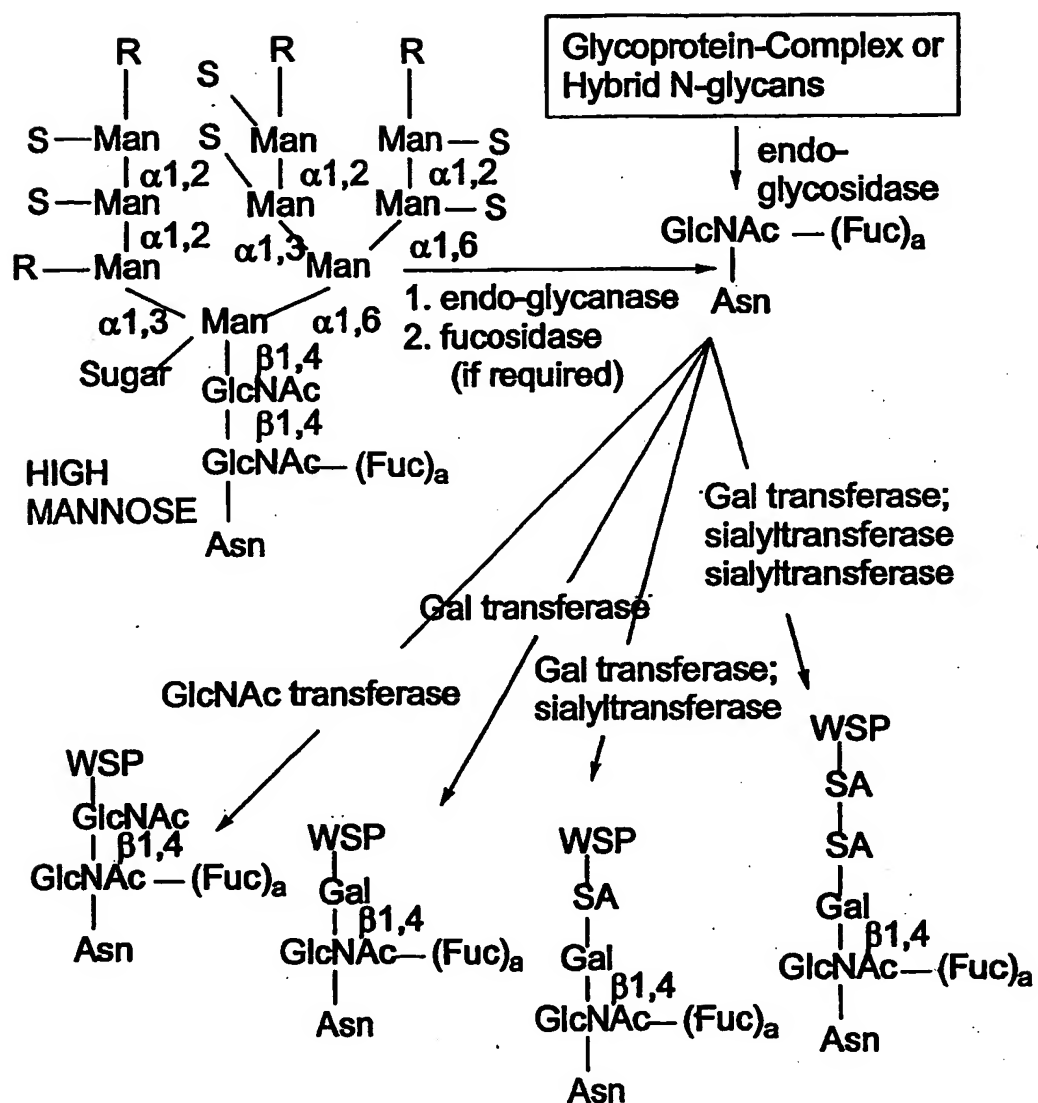 R
R
R
Glycoprotein-Complex or
Hybrid N-glycans
S
S—Man
S
Man
Man—S
α1,2
α1,2
α1,2
endo-
glycosidase
S—Man
Man
Man—S
GlcNAc—(Fuc)a
α1,2
α1,3
α1,6
R—Man
Man
1. endo-glycanase
2. fucosidase
(if required)
Asn
α1,3
Man
α1,6
Sugar
β1,4
GlcNAc
β1,4
GlcNAc—(Fuc)a
HIGH
MANNOSE
Asn
Gal transferase;
sialyltransferase
sialyltransferase
Gal transferase
Gal transferase;
sialyltransferase
GlcNAc transferase
WSP
GlcNAc
β1,4
GlcNAc—(Fuc)a
Asn
WSP
Gal
β1,4
GlcNAc—(Fuc)a
Asn
WSP
SA
Gal
β1,4
GlcNAc—(Fuc)a
Asn
WSP
SA
SA
Gal
β1,4
GlcNAc—(Fuc)a
Asn